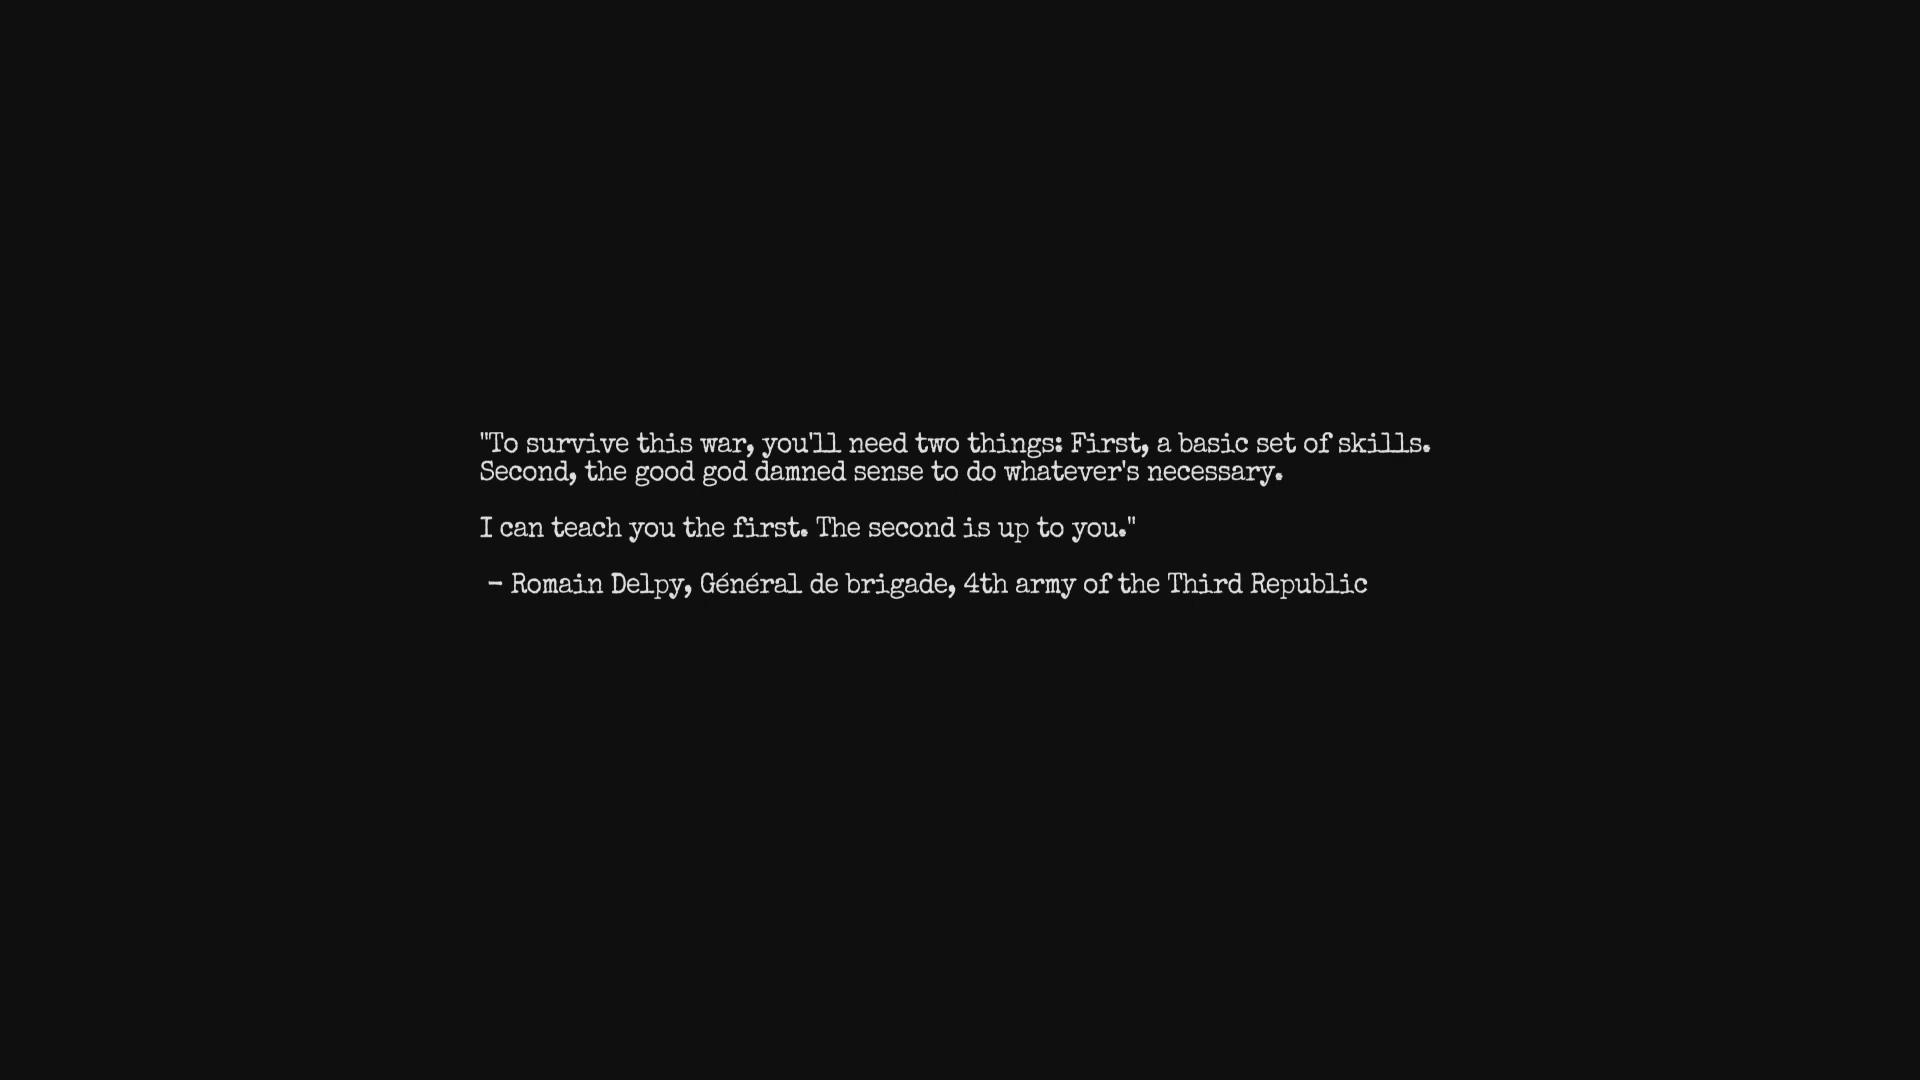 "To survive this war, you'll need two things: First, a basic set of skills.
Second, the good god damned sense to do whatever's necessary.
I can teach you the first. The second is up to you."
- Romain Delpy, Général de brigade, 4th army of the Third Republic